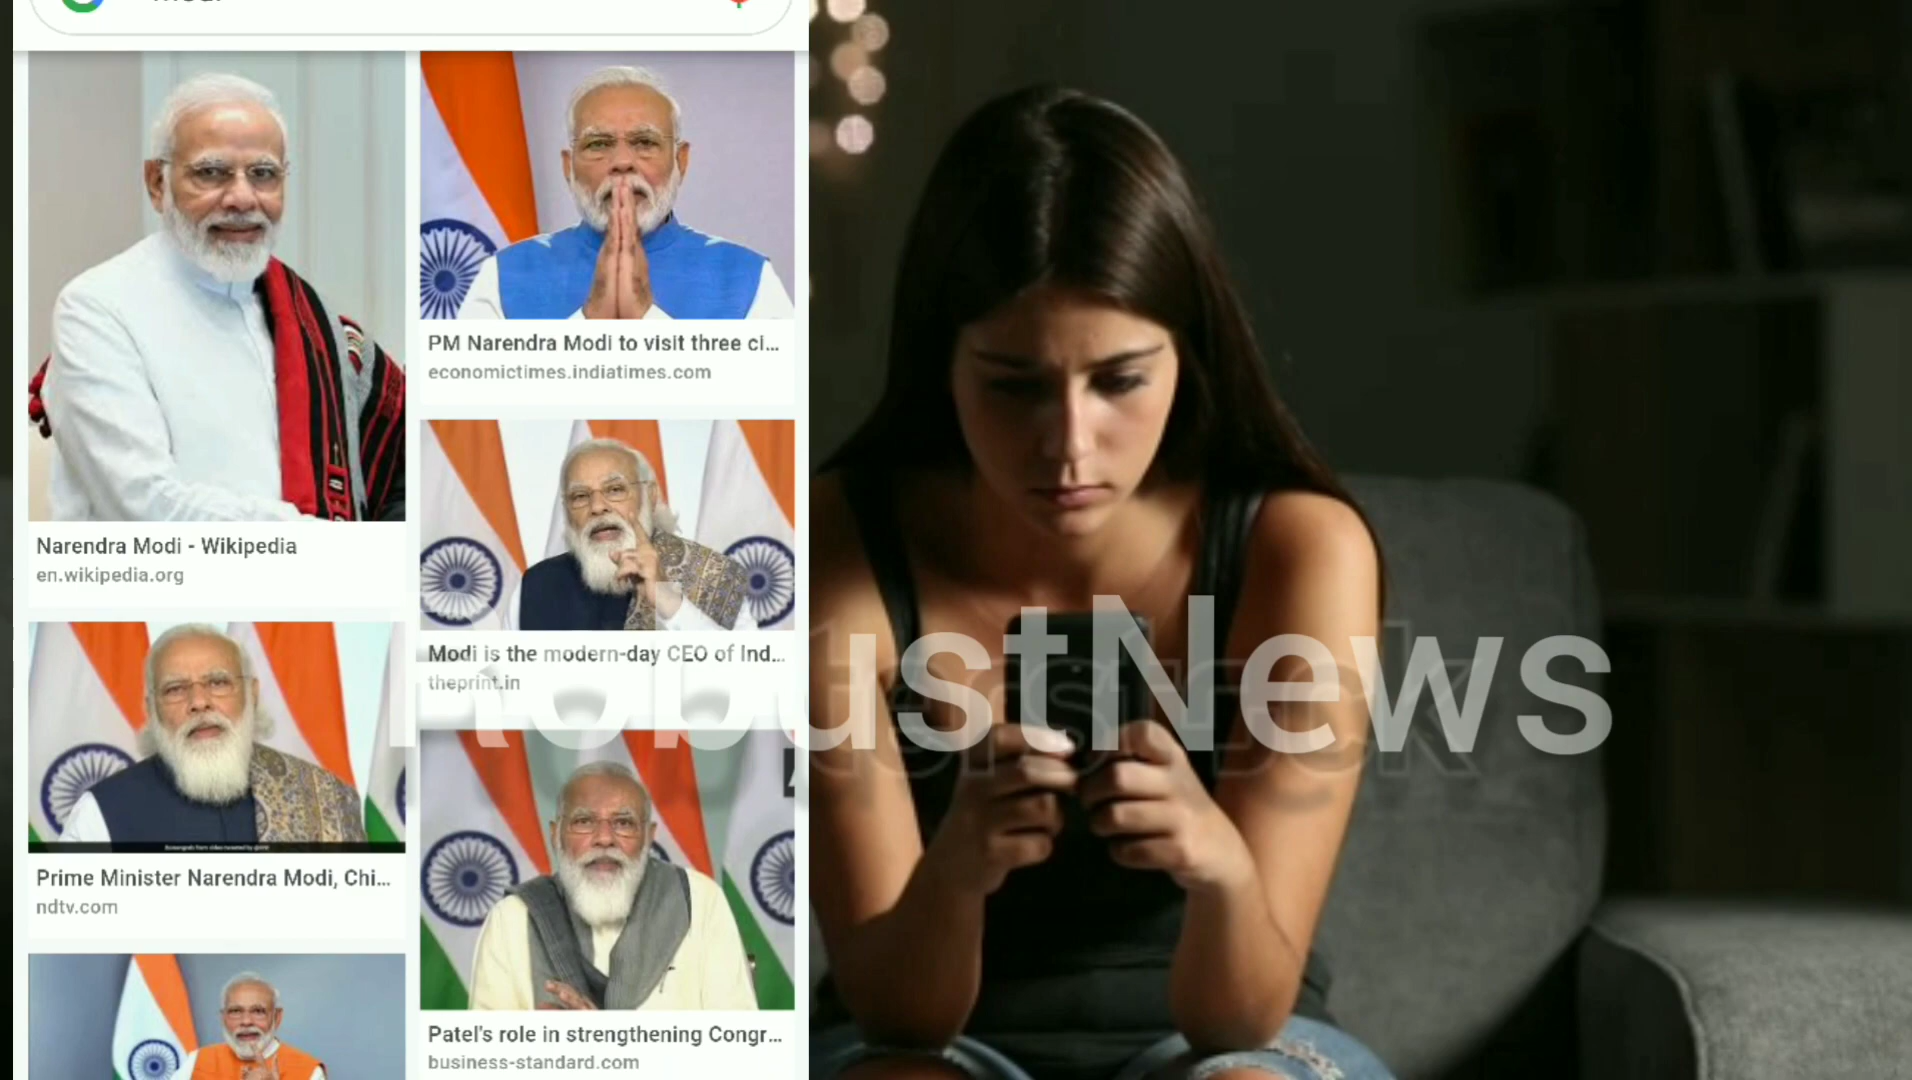 Narendra Modi - Wikipedia
en.wikipedia.org
Prime Minister Narendra Modi, Chi...
ndtv.com
PM Narendra Modi to visit three ci...
economictimes.indiatimes.com
Modi is the modern-day CEO of Ind...
theprint.in
Patel's role in strengthening Congr...
business-standard.com
RobustNews